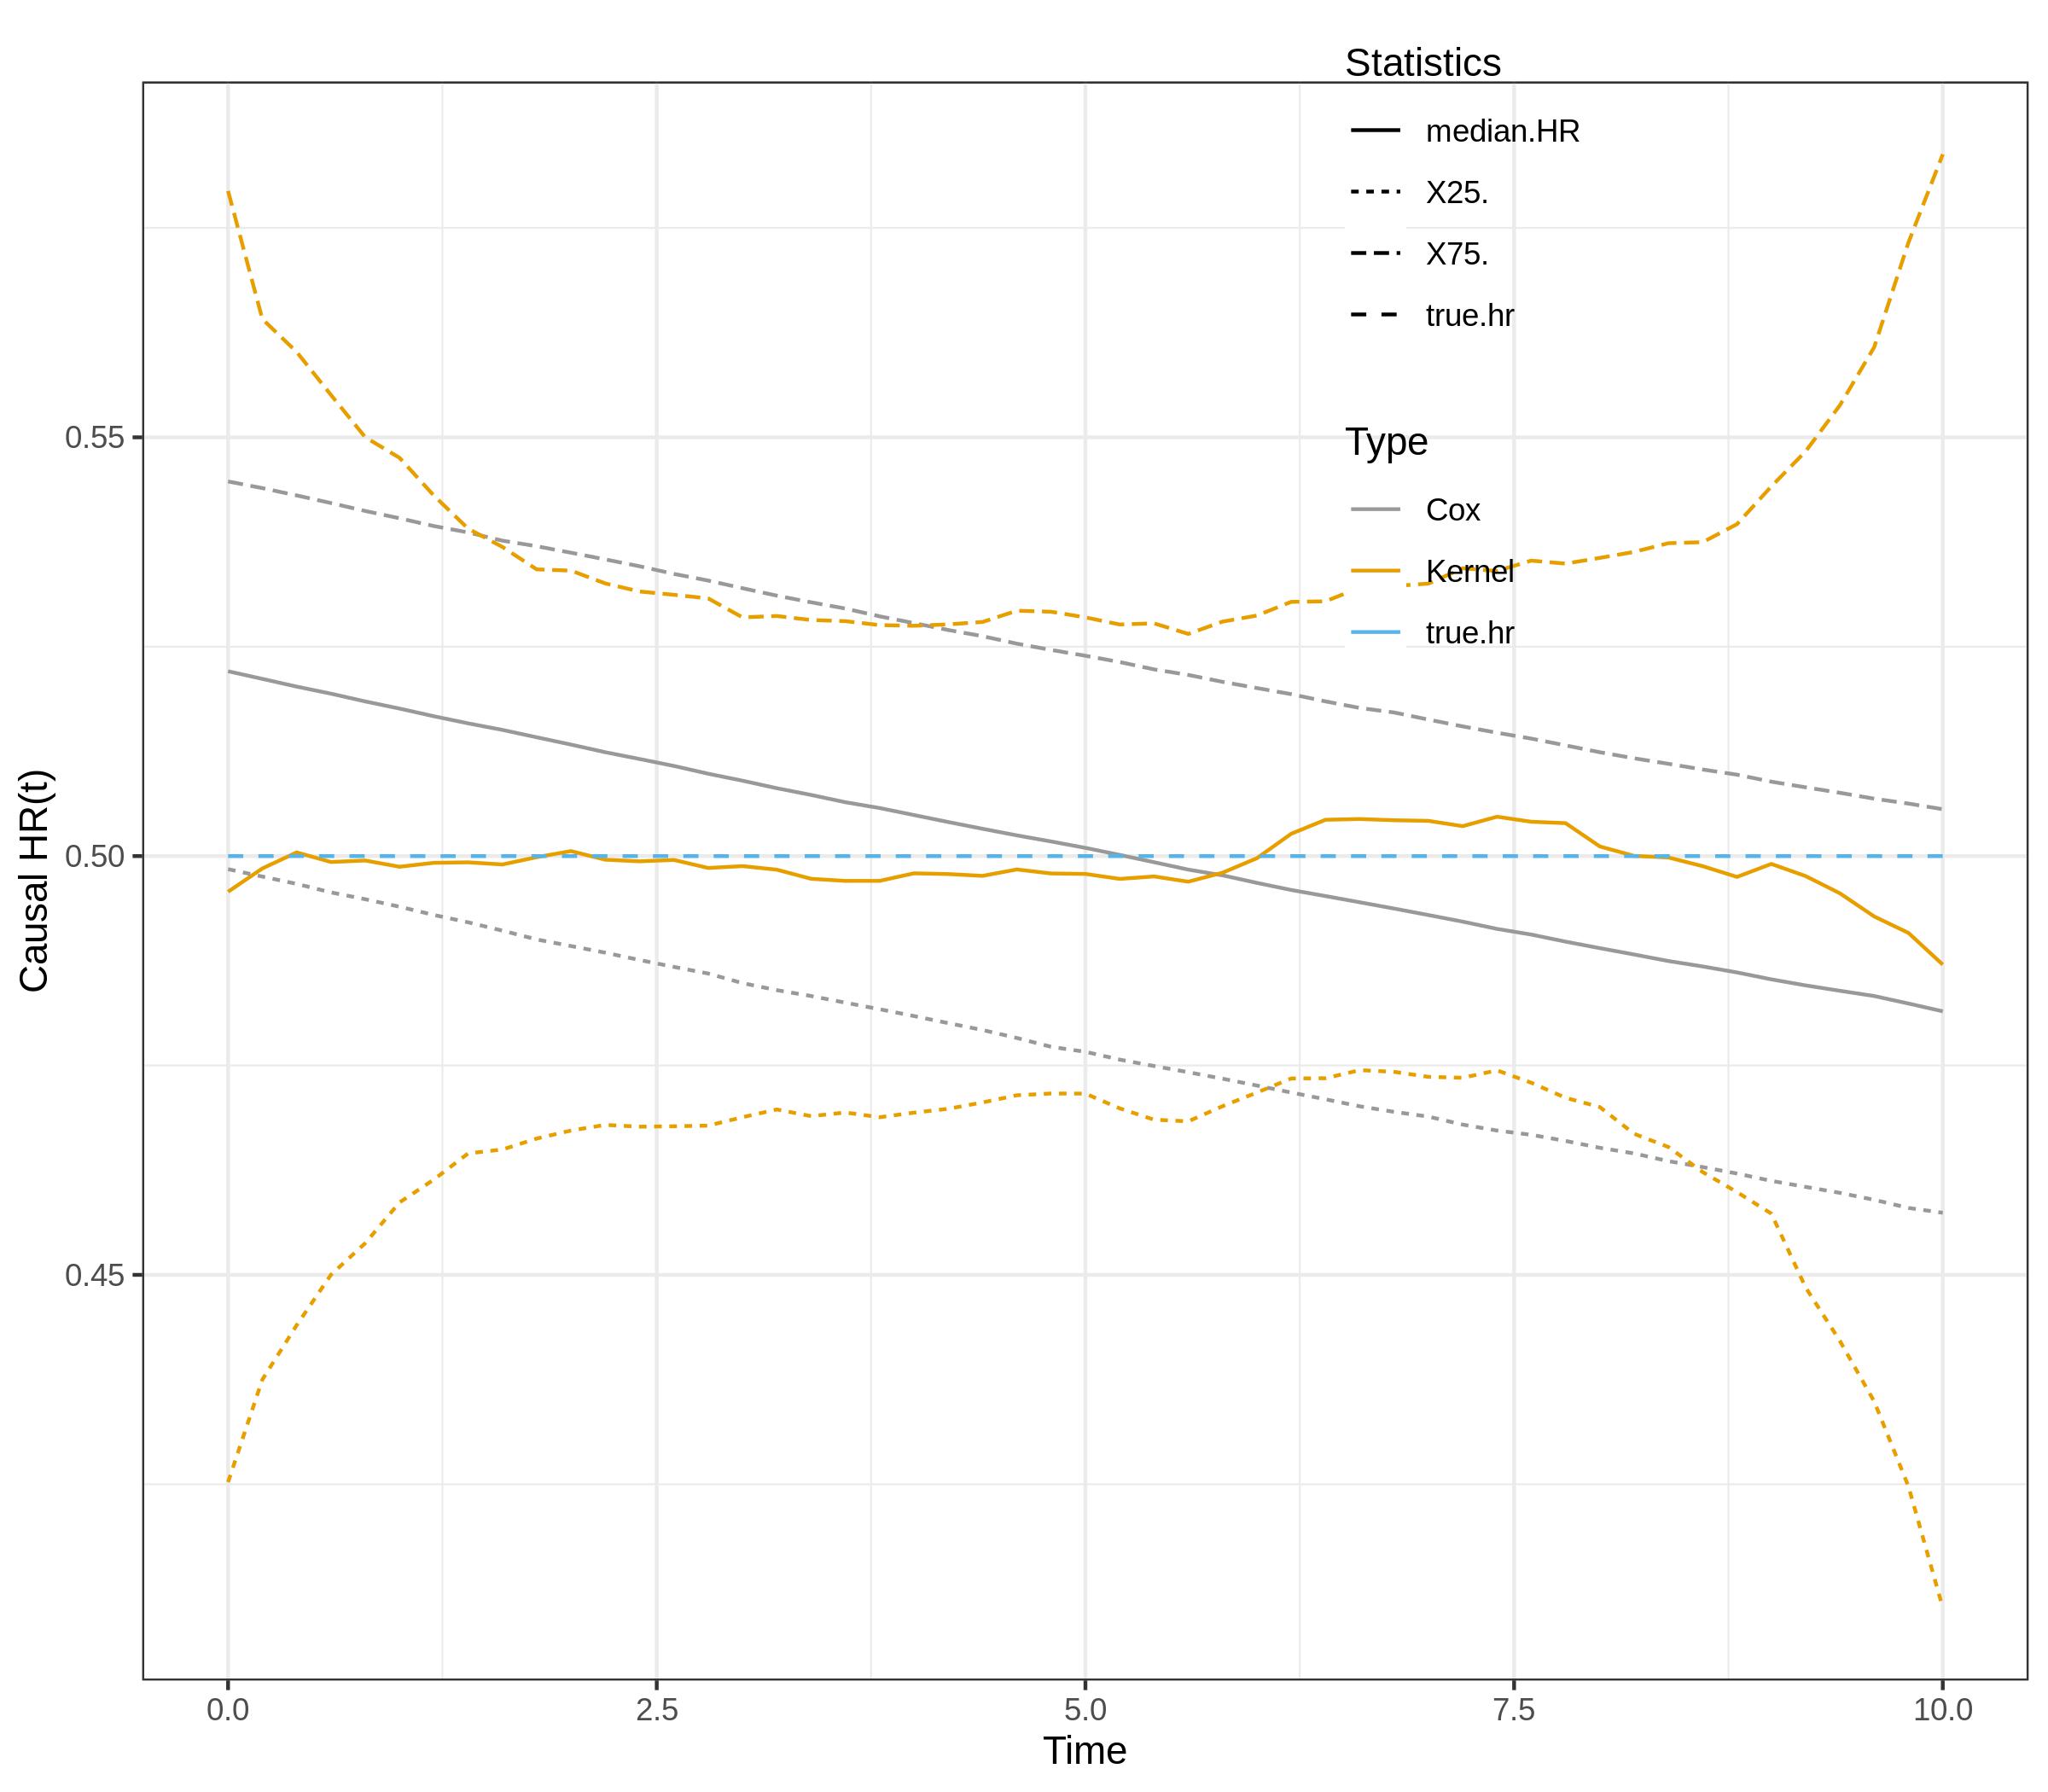 Statistics
median.HR
X25.
X75.
true.hr
Type
Cox
Kernel
true.hr
0.55
0.50
0.45
Causal HR(t)
0.0 2.5 5.0 7.5 10.0
Time